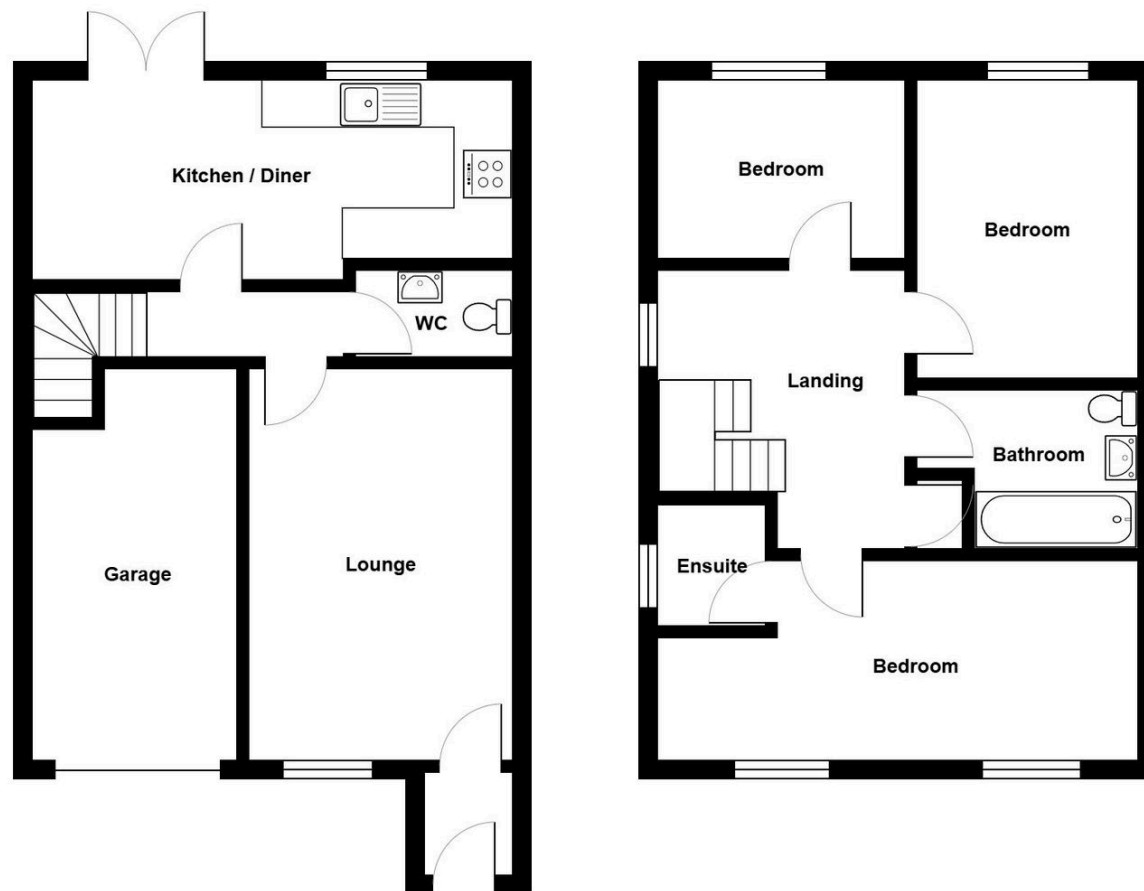 Kitchen / Diner
WC
Garage
Lounge
Bedroom
Bedroom
Landing
Bathroom
Ensuite
Bedroom